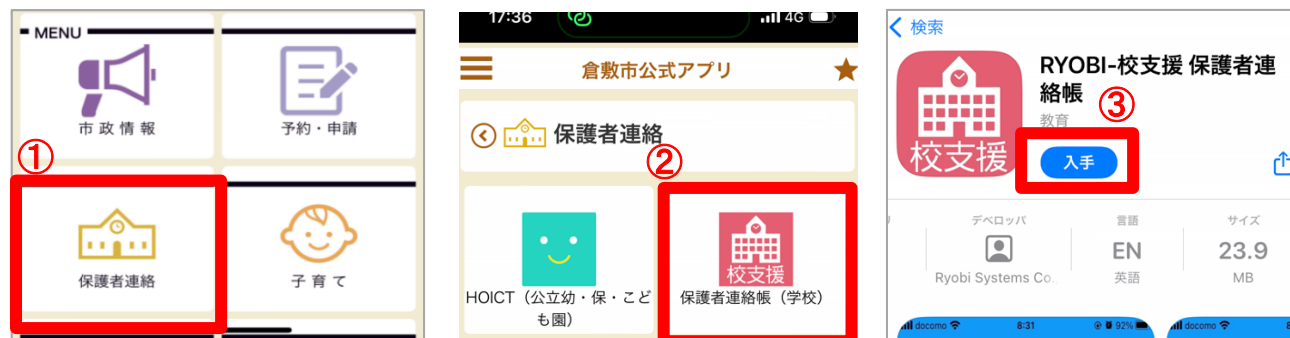 MENU
市政情報
予約・申請
①
保護者連絡
子育て
17:36
4G
倉敷市公式アプリ
保護者連絡
②
HOICT（公立幼・保・こど
も園）
校支援
保護者連絡帳（学校）
検索
校支援
RYOBI-校支援 保護者連
絡帳
③
教育
入手
デベロッパ
言語
サイズ
EN
23.9
Ryobi Systems Co.
英語
MB
docomo
8:31
92%
docomo